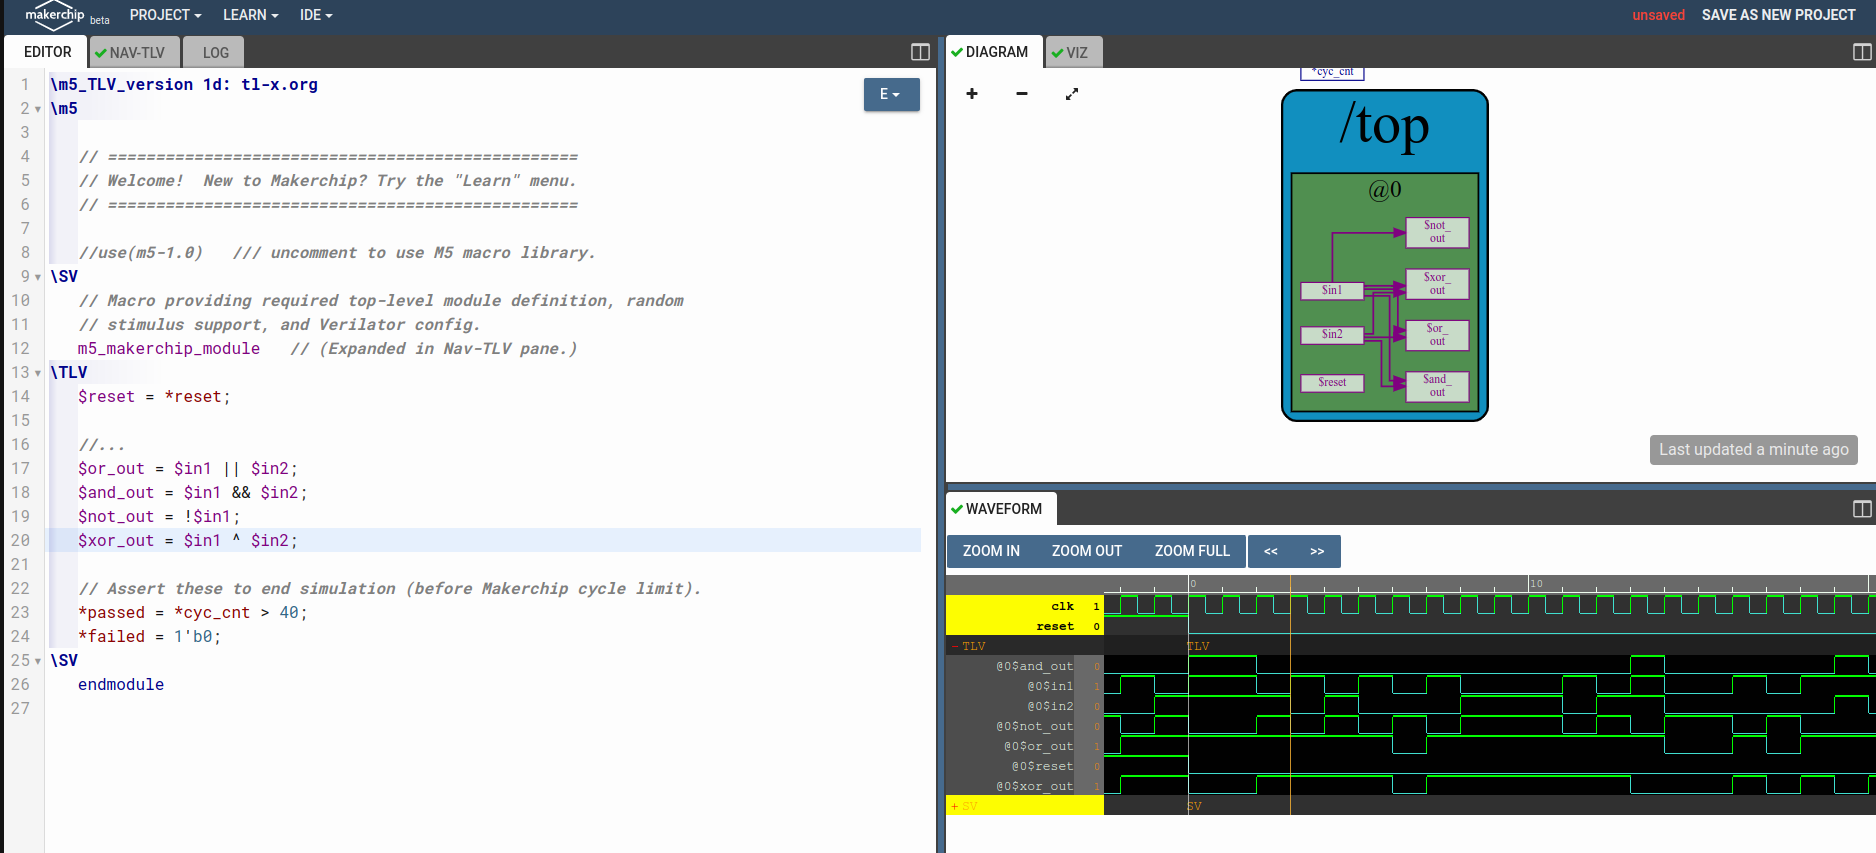 makerchip beta PROJECT LEARN IDE unsaved SAVE AS NEW PROJECT
EDITOR NAV-TLV LOG
1 \m5_TLV_version 1d: tl-x.org
2 \m5
3
4 // =================================================
5 // Welcome!  New to Makerchip? Try the "Learn" menu.
6 // =================================================
7
8 //use(m5-1.0)   /// uncomment to use M5 macro library.
9 \SV
10 // Macro providing required top-level module definition, random
11 // stimulus support, and Verilator config.
12 m5_makerchip_module   // (Expanded in Nav-TLV pane.)
13 \TLV
14 $reset = *reset;
15
16 //...
17 $or_out = $in1 || $in2;
18 $and_out = $in1 && $in2;
19 $not_out = !$in1;
20 $xor_out = $in1 ^ $in2;
21
22 // Assert these to end simulation (before Makerchip cycle limit).
23 *passed = *cyc_cnt > 40;
24 *failed = 1'b0;
25 \SV
26 endmodule
27
E
DIAGRAM VIZ
+ −
*cyc_cnt
/top
@0
$not_
out
$xor_
out
$in1
$or_
out
$in2
$and_
out
$reset
Last updated a minute ago
WAVEFORM
ZOOM IN ZOOM OUT ZOOM FULL << >>
0 10
clk 1
reset 0
- TLV TLV
@0$and_out 0
@0$in1 1
@0$in2 0
@0$not_out 0
@0$or_out 1
@0$reset 0
@0$xor_out 1
+ SV SV